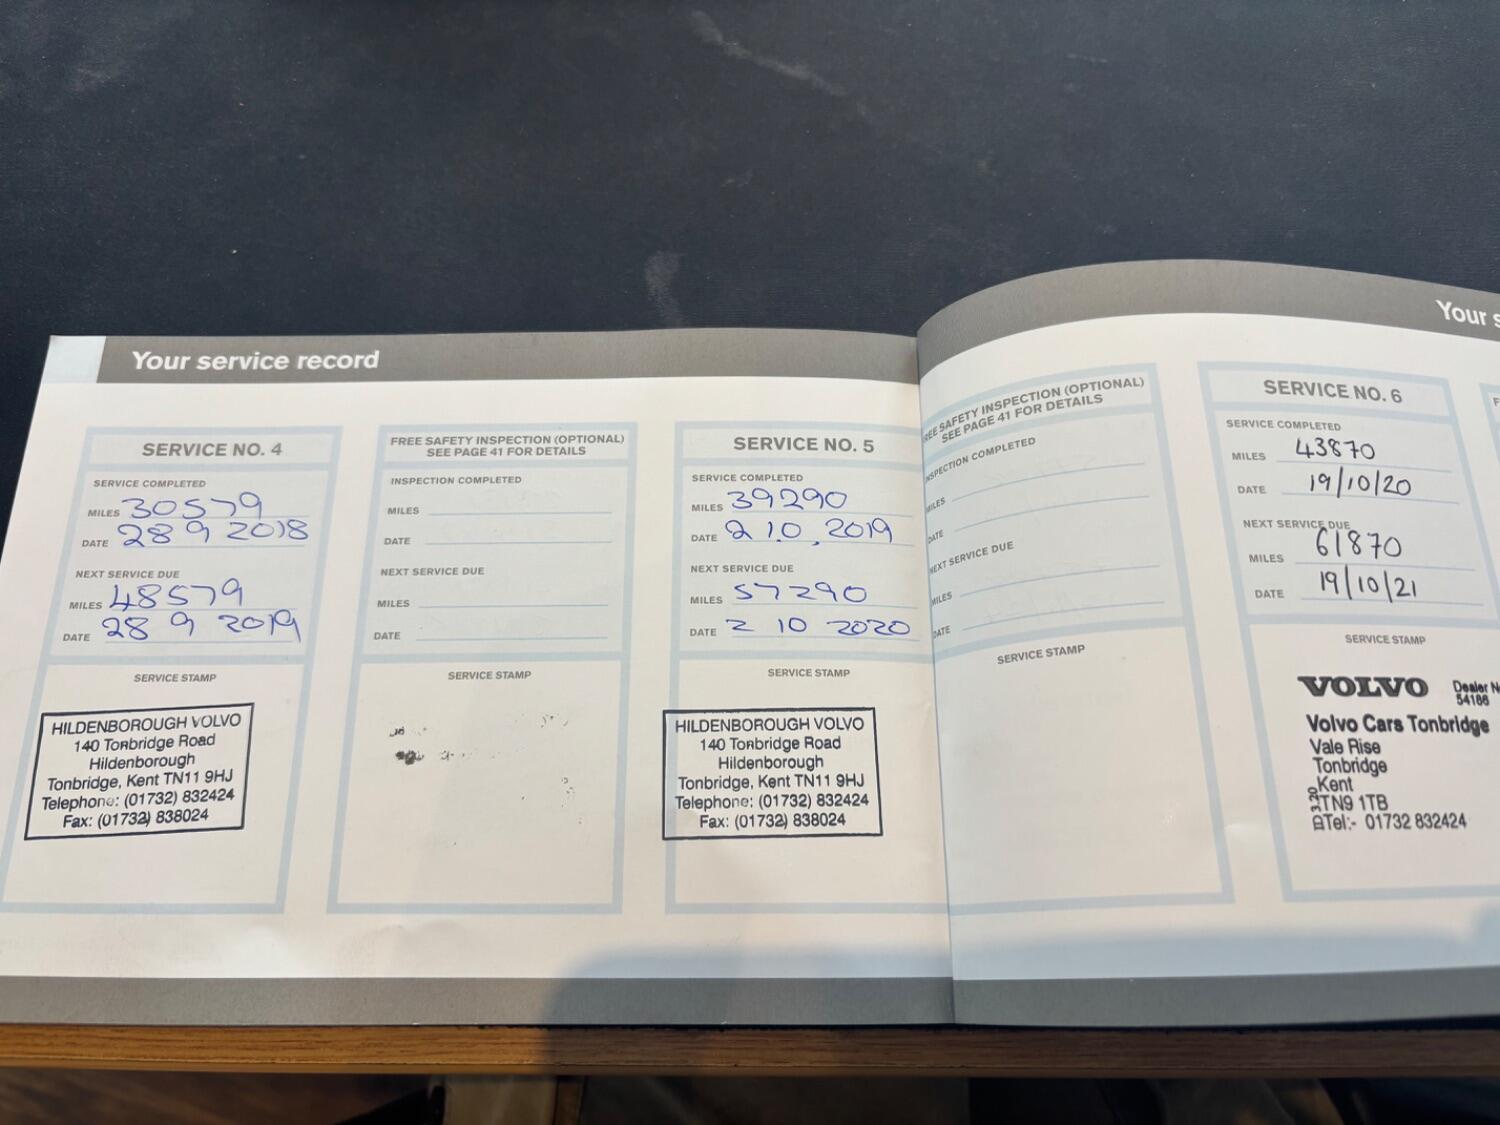 Your service record
SERVICE NO. 4
SERVICE COMPLETED
MILES 30579
DATE 28 9 2018
NEXT SERVICE DUE
MILES 48579
DATE 28 9 2019
SERVICE STAMP
HILDENBOROUGH VOLVO
140 Tonbridge Road
Hildenborough
Tonbridge, Kent TN11 9HJ
Telephone: (01732) 832424
Fax: (01732) 838024
FREE SAFETY INSPECTION (OPTIONAL)
SEE PAGE 41 FOR DETAILS
INSPECTION COMPLETED
MILES
DATE
NEXT SERVICE DUE
MILES
DATE
SERVICE STAMP
SERVICE NO. 5
SERVICE COMPLETED
MILES 39290
DATE 2 10. 2019
NEXT SERVICE DUE
MILES 57290
DATE 2 10 2020
SERVICE STAMP
HILDENBOROUGH VOLVO
140 Tonbridge Road
Hildenborough
Tonbridge, Kent TN11 9HJ
Telephone: (01732) 832424
Fax: (01732) 838024
Your s
REE SAFETY INSPECTION (OPTIONAL)
SEE PAGE 41 FOR DETAILS
INSPECTION COMPLETED
MILES
DATE
NEXT SERVICE DUE
MILES
DATE
SERVICE STAMP
SERVICE NO. 6
SERVICE COMPLETED
MILES 43870
DATE 19/10/20
NEXT SERVICE DUE
MILES 61870
DATE 19/10/21
SERVICE STAMP
VOLVO Dealer N
54186
Volvo Cars Tonbridge
Vale Rise
Tonbridge
Kent
TN9 1TB
Tel:- 01732 832424
F